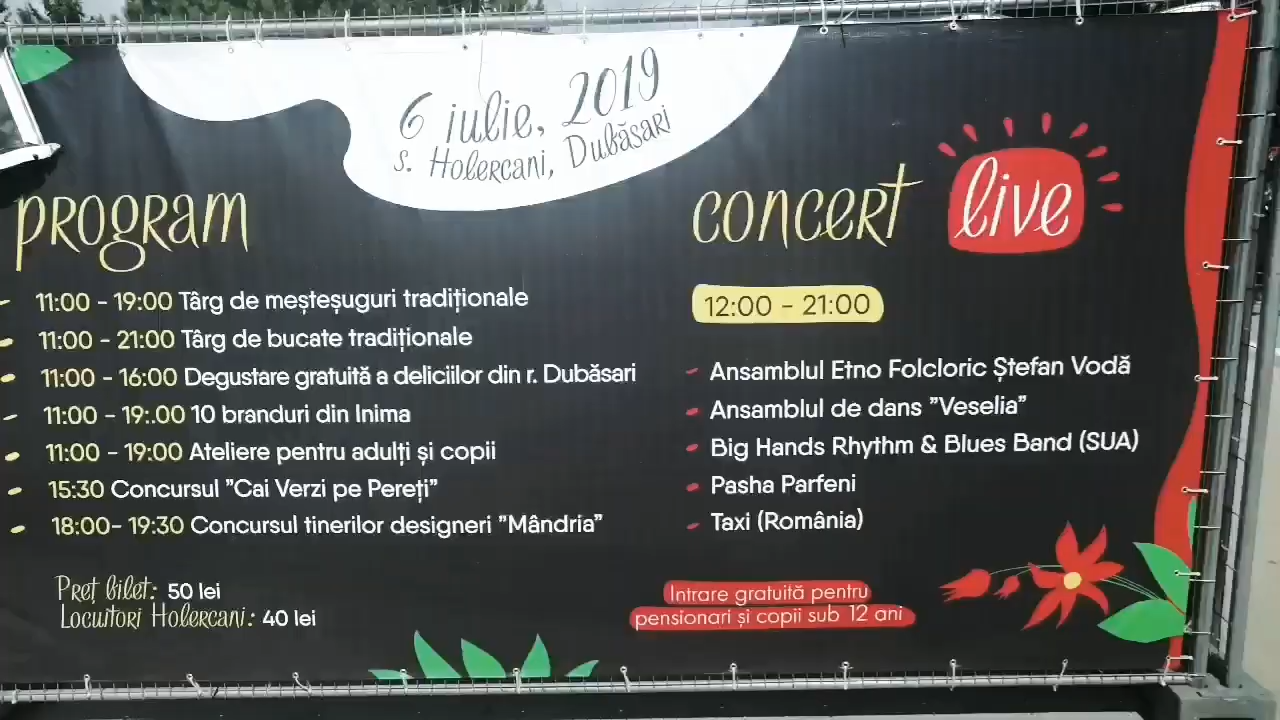 6 iulie, 2019
s. Holercani, Dubăsari
program
11:00 - 19:00 Târg de meșteșuguri tradiționale
11:00 - 21:00 Târg de bucate tradiționale
11:00 - 16:00 Degustare gratuită a deliciilor din r. Dubăsari
11:00 - 19:.00 10 branduri din Inima
11:00 - 19:00 Ateliere pentru adulți și copii
15:30 Concursul ”Cai Verzi pe Pereți”
18:00- 19:30 Concursul tinerilor designeri ”Mândria”
Preț bilet: 50 lei
Locuitori Holercani: 40 lei
concert live
12:00 - 21:00
- Ansamblul Etno Folcloric Ștefan Vodă
- Ansamblul de dans ”Veselia”
- Big Hands Rhythm & Blues Band (SUA)
- Pasha Parfeni
- Taxi (România)
Intrare gratuită pentru
pensionari și copii sub 12 ani